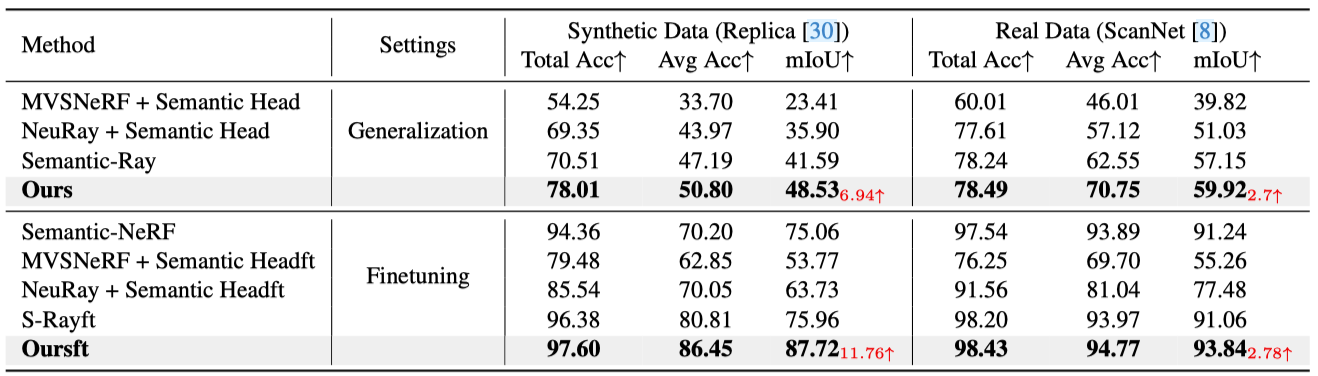 Method Settings Synthetic Data (Replica [30]) Real Data (ScanNet [8])
Total Acc↑ Avg Acc↑ mIoU↑ Total Acc↑ Avg Acc↑ mIoU↑
MVSNeRF + Semantic Head 54.25 33.70 23.41 60.01 46.01 39.82
NeuRay + Semantic Head Generalization 69.35 43.97 35.90 77.61 57.12 51.03
Semantic-Ray 70.51 47.19 41.59 78.24 62.55 57.15
Ours 78.01 50.80 48.53 6.94↑ 78.49 70.75 59.92 2.7↑
Semantic-NeRF 94.36 70.20 75.06 97.54 93.89 91.24
MVSNeRF + Semantic Headft 79.48 62.85 53.77 76.25 69.70 55.26
Finetuning
NeuRay + Semantic Headft 85.54 70.05 63.73 91.56 81.04 77.48
S-Rayft 96.38 80.81 75.96 98.20 93.97 91.06
Oursft 97.60 86.45 87.72 11.76↑ 98.43 94.77 93.84 2.78↑